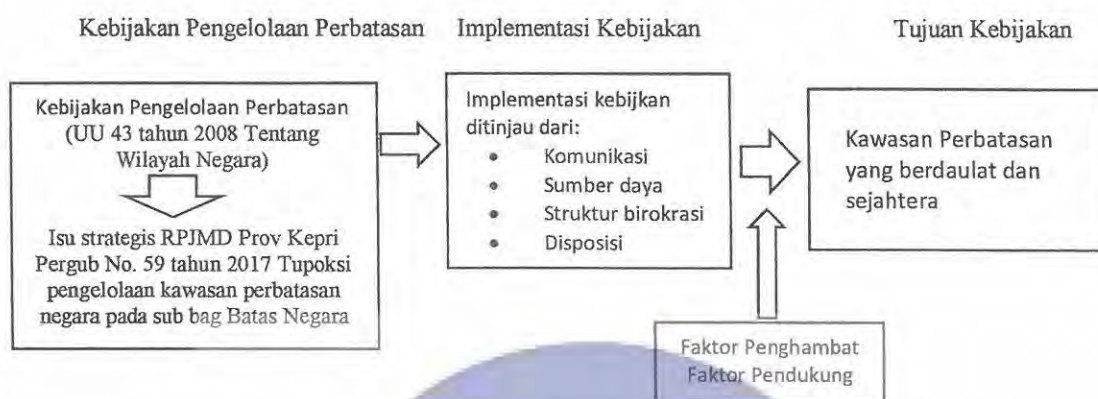 Kebijakan Pengelolaan Perbatasan
Implementasi Kebijakan
Tujuan Kebijakan
Kebijakan Pengelolaan Perbatasan
(UU 43 tahun 2008 Tentang
Wilayah Negara)
Isu strategis RPJMD Prov Kepri
Pergub No. 59 tahun 2017 Tupoksi
pengelolaan kawasan perbatasan
negara pada sub bag Batas Negara
Implementasi kebijkan
ditinjau dari:
• Komunikasi
• Sumber daya
• Struktur birokrasi
• Disposisi
Kawasan Perbatasan
yang berdaulat dan
sejahtera
Faktor Penghambat
Faktor Pendukung